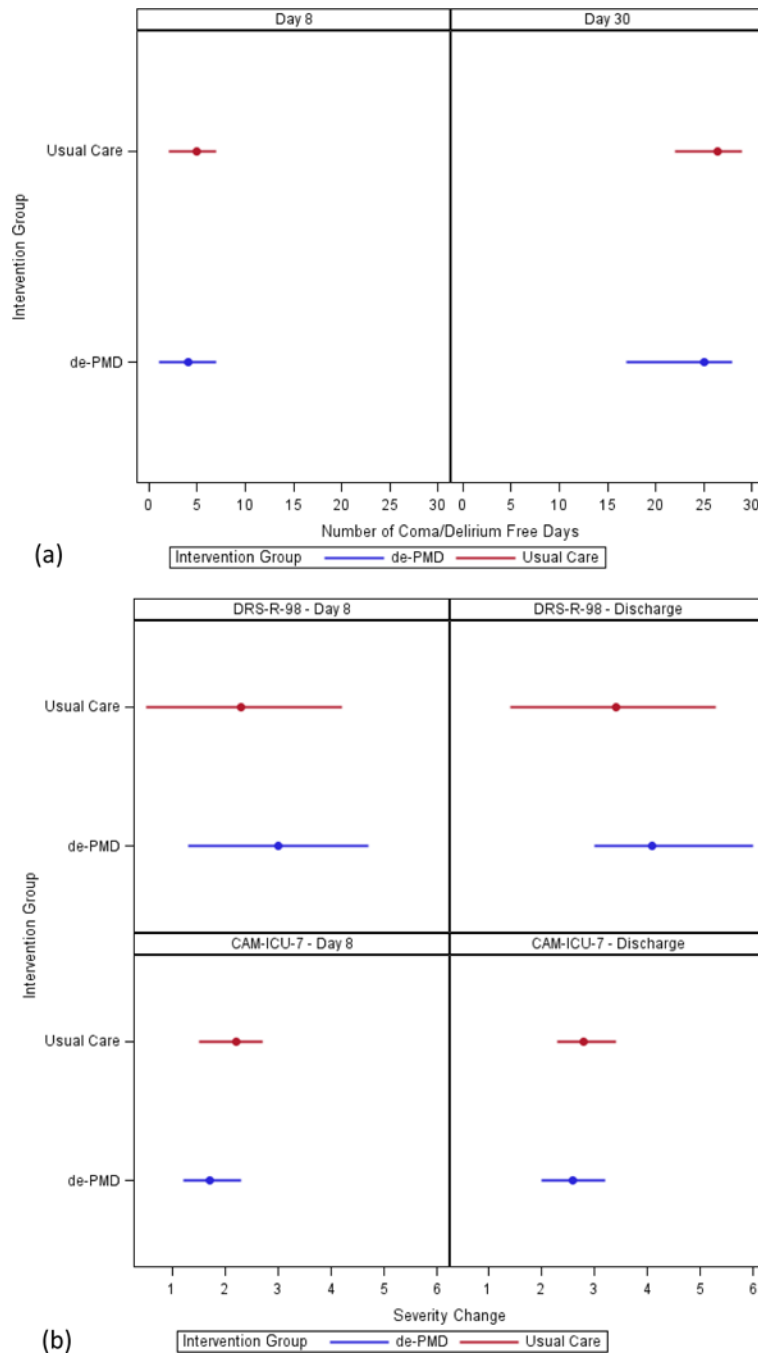 Day 8 Day 30
Usual Care
de-PMD
Intervention Group
0 5 10 15 20 25 30 0 5 10 15 20 25 30
Number of Coma/Delirium Free Days
(a) Intervention Group de-PMD Usual Care
DRS-R-98 - Day 8 DRS-R-98 - Discharge
Usual Care
de-PMD
Intervention Group
CAM-ICU-7 - Day 8 CAM-ICU-7 - Discharge
Usual Care
de-PMD
1 2 3 4 5 6 1 2 3 4 5 6
Severity Change
(b) Intervention Group de-PMD Usual Care